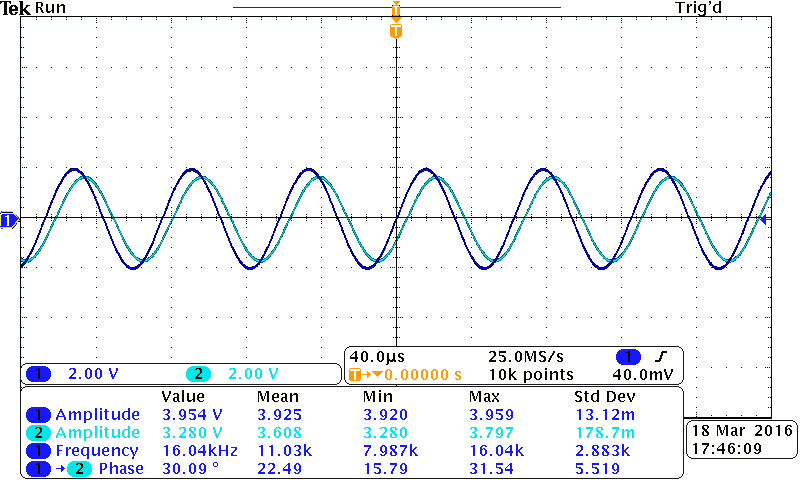 Tek Run Trig'd
T
T
1
1 2.00 V 2 2.00 V
40.0µs 25.0MS/s 1
T→▼0.00000 s 10k points 40.0mV
Value Mean Min Max Std Dev
1 Amplitude 3.954 V 3.925 3.920 3.959 13.12m
2 Amplitude 3.280 V 3.608 3.280 3.797 178.7m
1 Frequency 16.04kHz 11.03k 7.987k 16.04k 2.883k
1 → 2 Phase 30.09 ° 22.49 15.79 31.54 5.519
18 Mar 2016
17:46:09